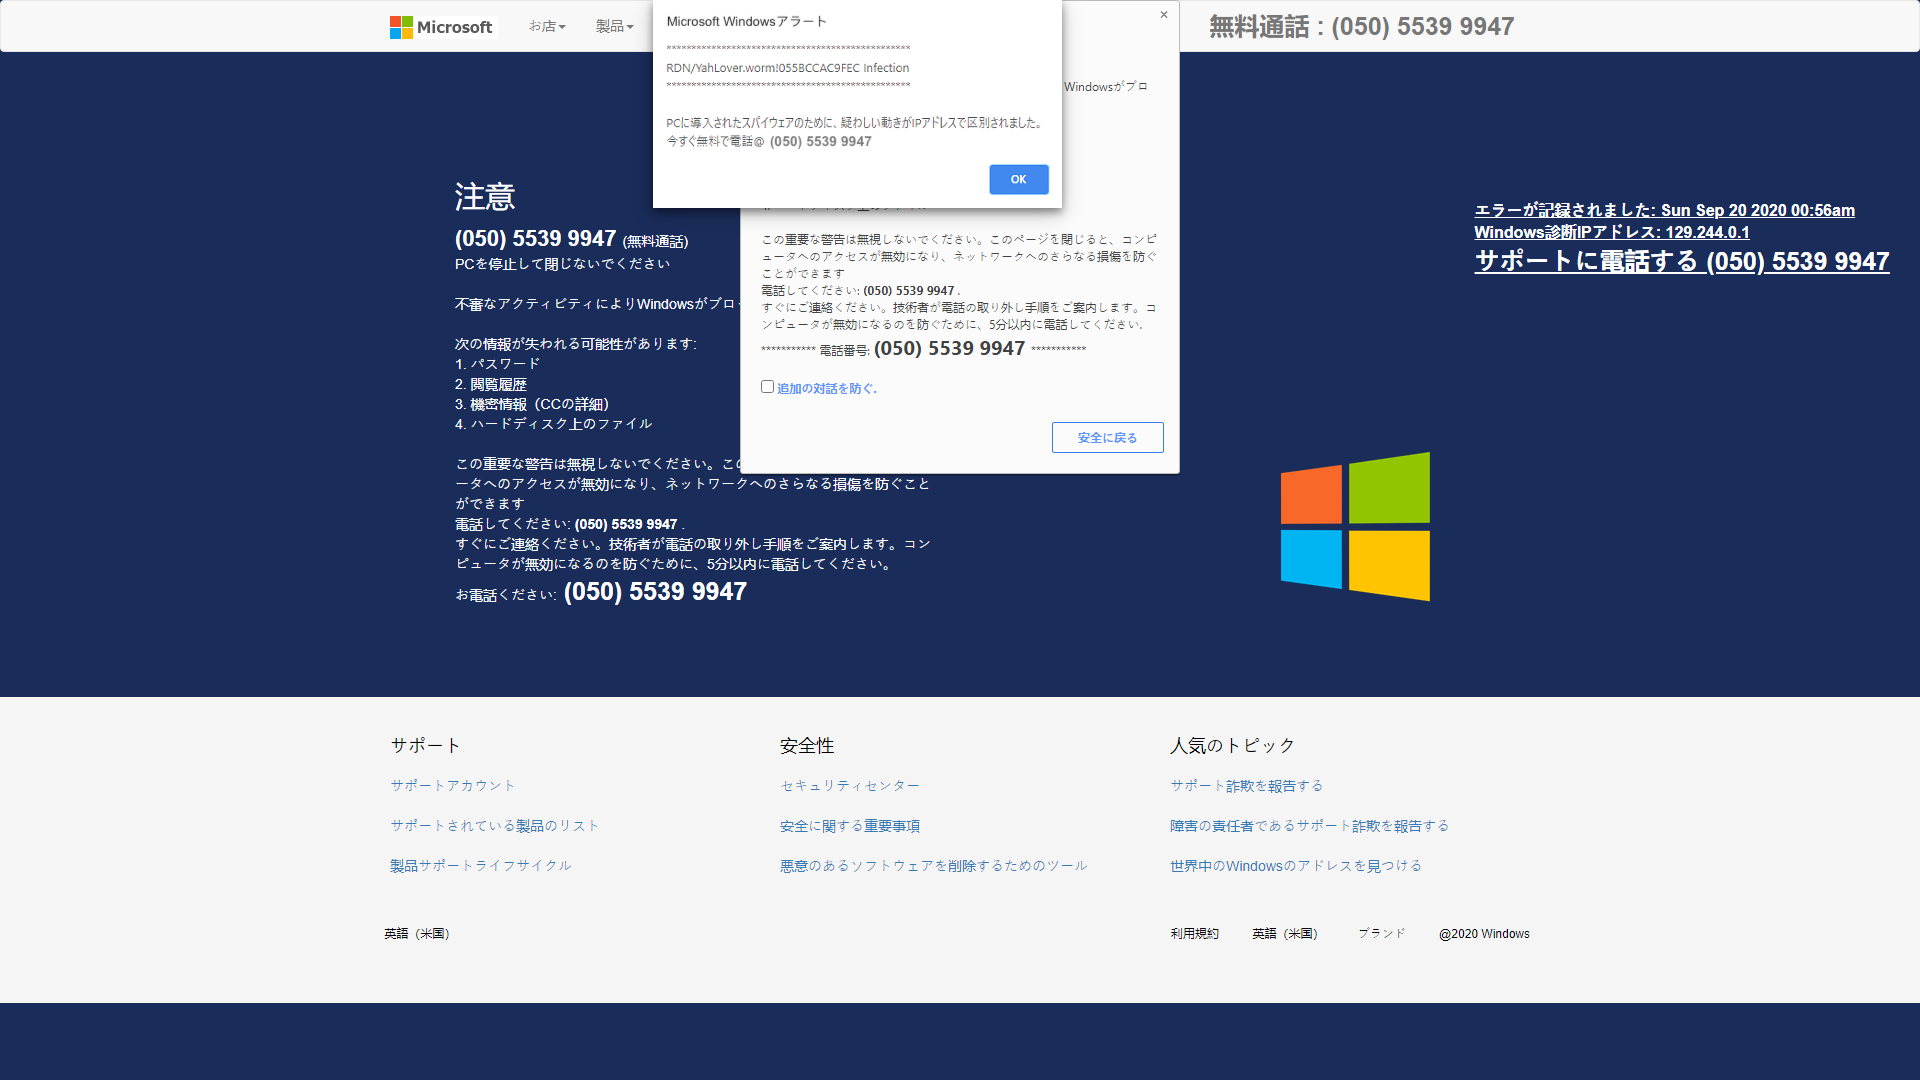 Microsoft
お店
製品
無料通話 : (050) 5539 9947
Microsoft Windowsアラート
************************************************
RDN/YahLover.worm!055BCCAC9FEC Infection
************************************************
PCに導入されたスパイウェアのために、疑わしい動きがIPアドレスで区別されました。
今すぐ無料で電話@ (050) 5539 9947
OK
×
Windowsがブロ
この重要な警告は無視しないでください。このページを閉じると、コンピ
ュータへのアクセスが無効になり、ネットワークへのさらなる損傷を防ぐ
ことができます
電話してください: (050) 5539 9947 .
すぐにご連絡ください。技術者が電話の取り外し手順をご案内します。コ
ンピュータが無効になるのを防ぐために、5分以内に電話してください.
*********** 電話番号: (050) 5539 9947 ***********
追加の対話を防ぐ.
安全に戻る
注意
(050) 5539 9947 (無料通話)
PCを停止して閉じないでください
不審なアクティビティによりWindowsがブロッ
次の情報が失われる可能性があります:
1. パスワード
2. 閲覧履歴
3. 機密情報（CCの詳細）
4. ハードディスク上のファイル
この重要な警告は無視しないでください。こ
ータへのアクセスが無効になり、ネットワークへのさらなる損傷を防ぐこと
ができます
電話してください: (050) 5539 9947 .
すぐにご連絡ください。技術者が電話の取り外し手順をご案内します。コン
ピュータが無効になるのを防ぐために、5分以内に電話してください。
お電話ください: (050) 5539 9947
エラーが記録されました: Sun Sep 20 2020 00:56am
Windows診断IPアドレス: 129.244.0.1
サポートに電話する (050) 5539 9947
サポート
サポートアカウント
サポートされている製品のリスト
製品サポートライフサイクル
安全性
セキュリティセンター
安全に関する重要事項
悪意のあるソフトウェアを削除するためのツール
人気のトピック
サポート詐欺を報告する
障害の責任者であるサポート詐欺を報告する
世界中のWindowsのアドレスを見つける
英語（米国）
利用規約
英語（米国）
ブランド
@2020 Windows